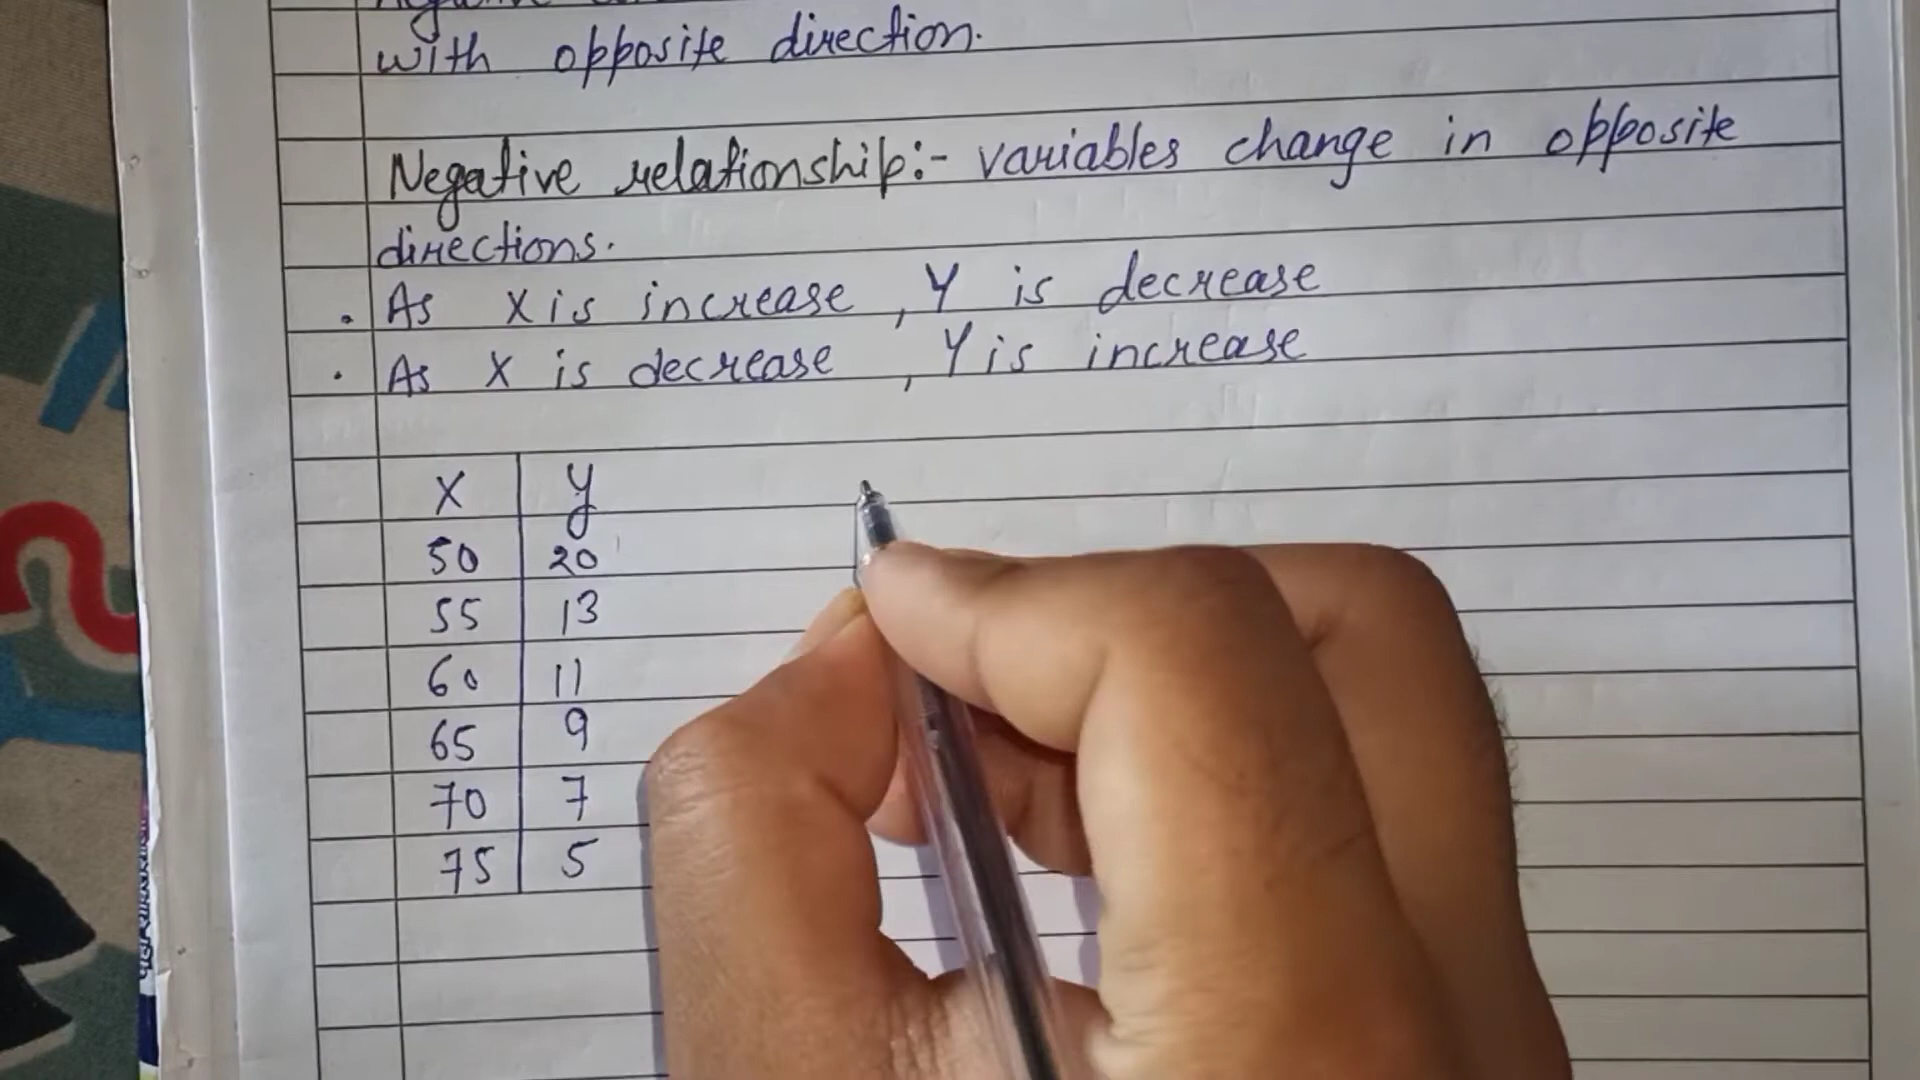 with opposite direction.
Negative relationship:- variables change in opposite
directions.
. As X is increase, Y is decrease
. As X is decrease, Y is increase
X y
50 20
55 13
60 11
65 9
70 7
75 5